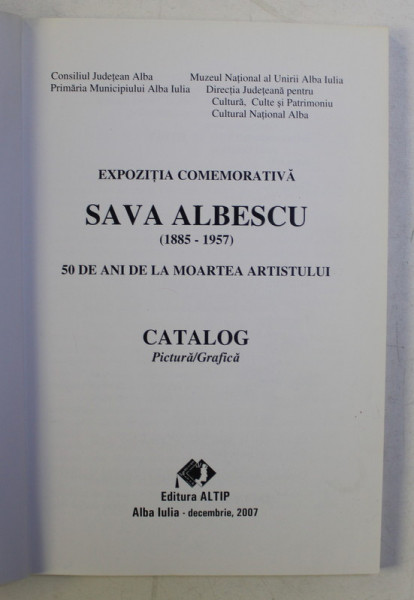 Consiliul Județean Alba
Primăria Municipiului Alba Iulia
Muzeul Național al Unirii Alba Iulia
Direcția Județeană pentru
Cultură, Culte și Patrimoniu
Cultural Național Alba
EXPOZIȚIA COMEMORATIVĂ
SAVA ALBESCU
(1885 - 1957)
50 DE ANI DE LA MOARTEA ARTISTULUI
CATALOG
Pictură/Grafică
Editura ALTIP
Alba Iulia - decembrie, 2007